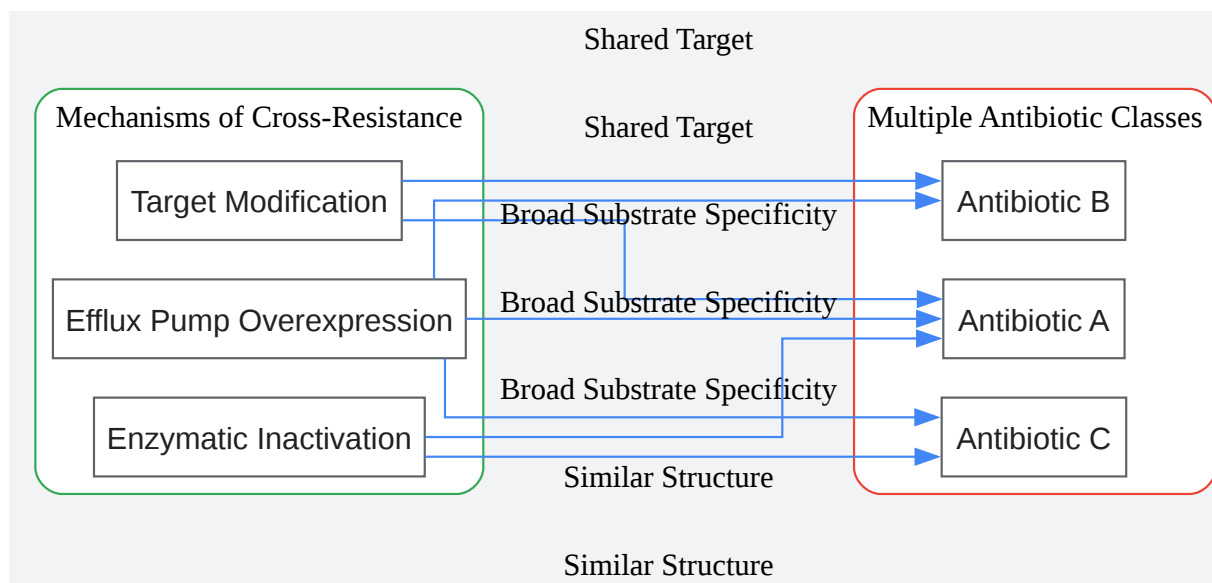 Shared Target
Mechanisms of Cross-Resistance
Shared Target
Multiple Antibiotic Classes
Target Modification
Broad Substrate Specificity
Antibiotic B
Efflux Pump Overexpression
Broad Substrate Specificity
Antibiotic A
Broad Substrate Specificity
Enzymatic Inactivation
Antibiotic C
Similar Structure
Similar Structure